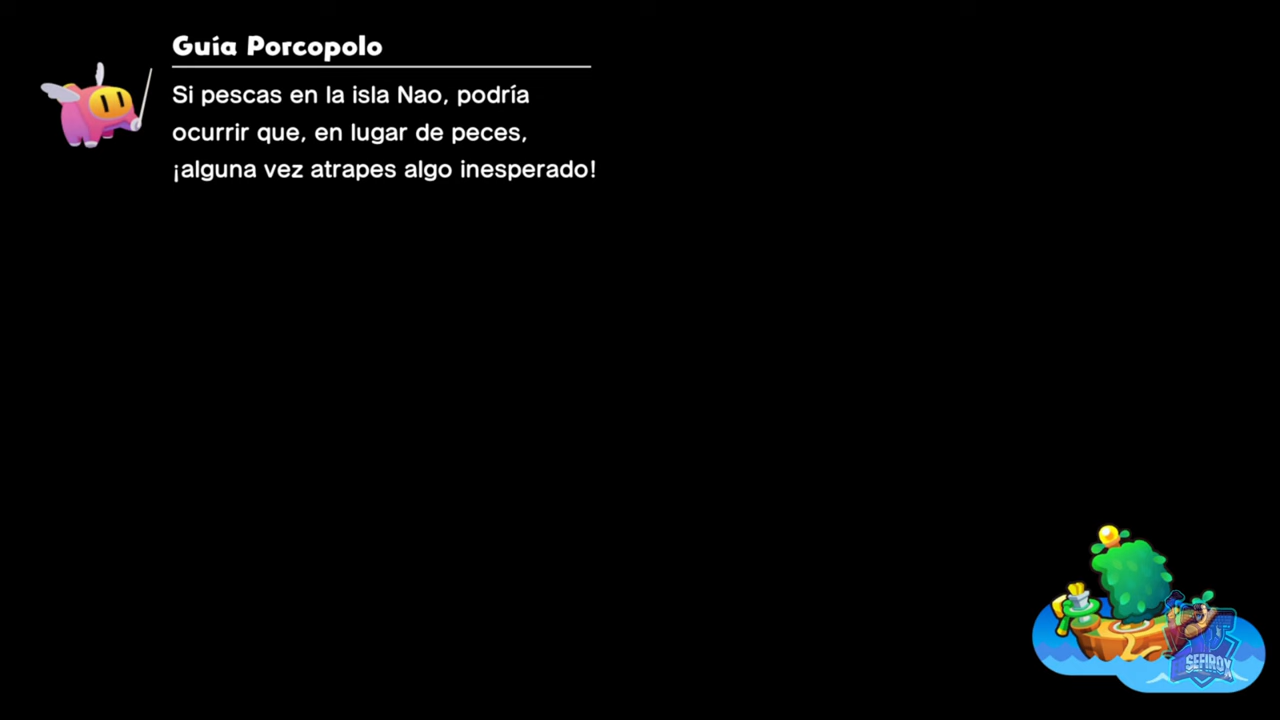 Guía Porcopolo
Si pescas en la isla Nao, podría
ocurrir que, en lugar de peces,
¡alguna vez atrapes algo inesperado!
SEFIROX